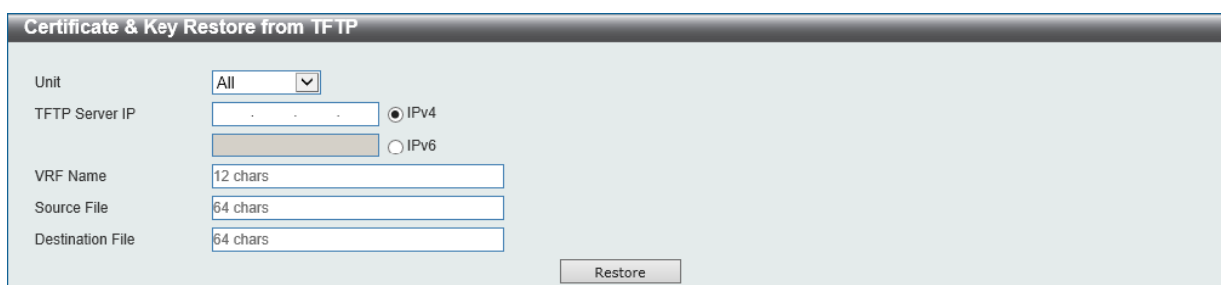 Certificate & Key Restore from TFTP
Unit All
TFTP Server IP . . . IPv4
IPv6
VRF Name 12 chars
Source File 64 chars
Destination File 64 chars
Restore